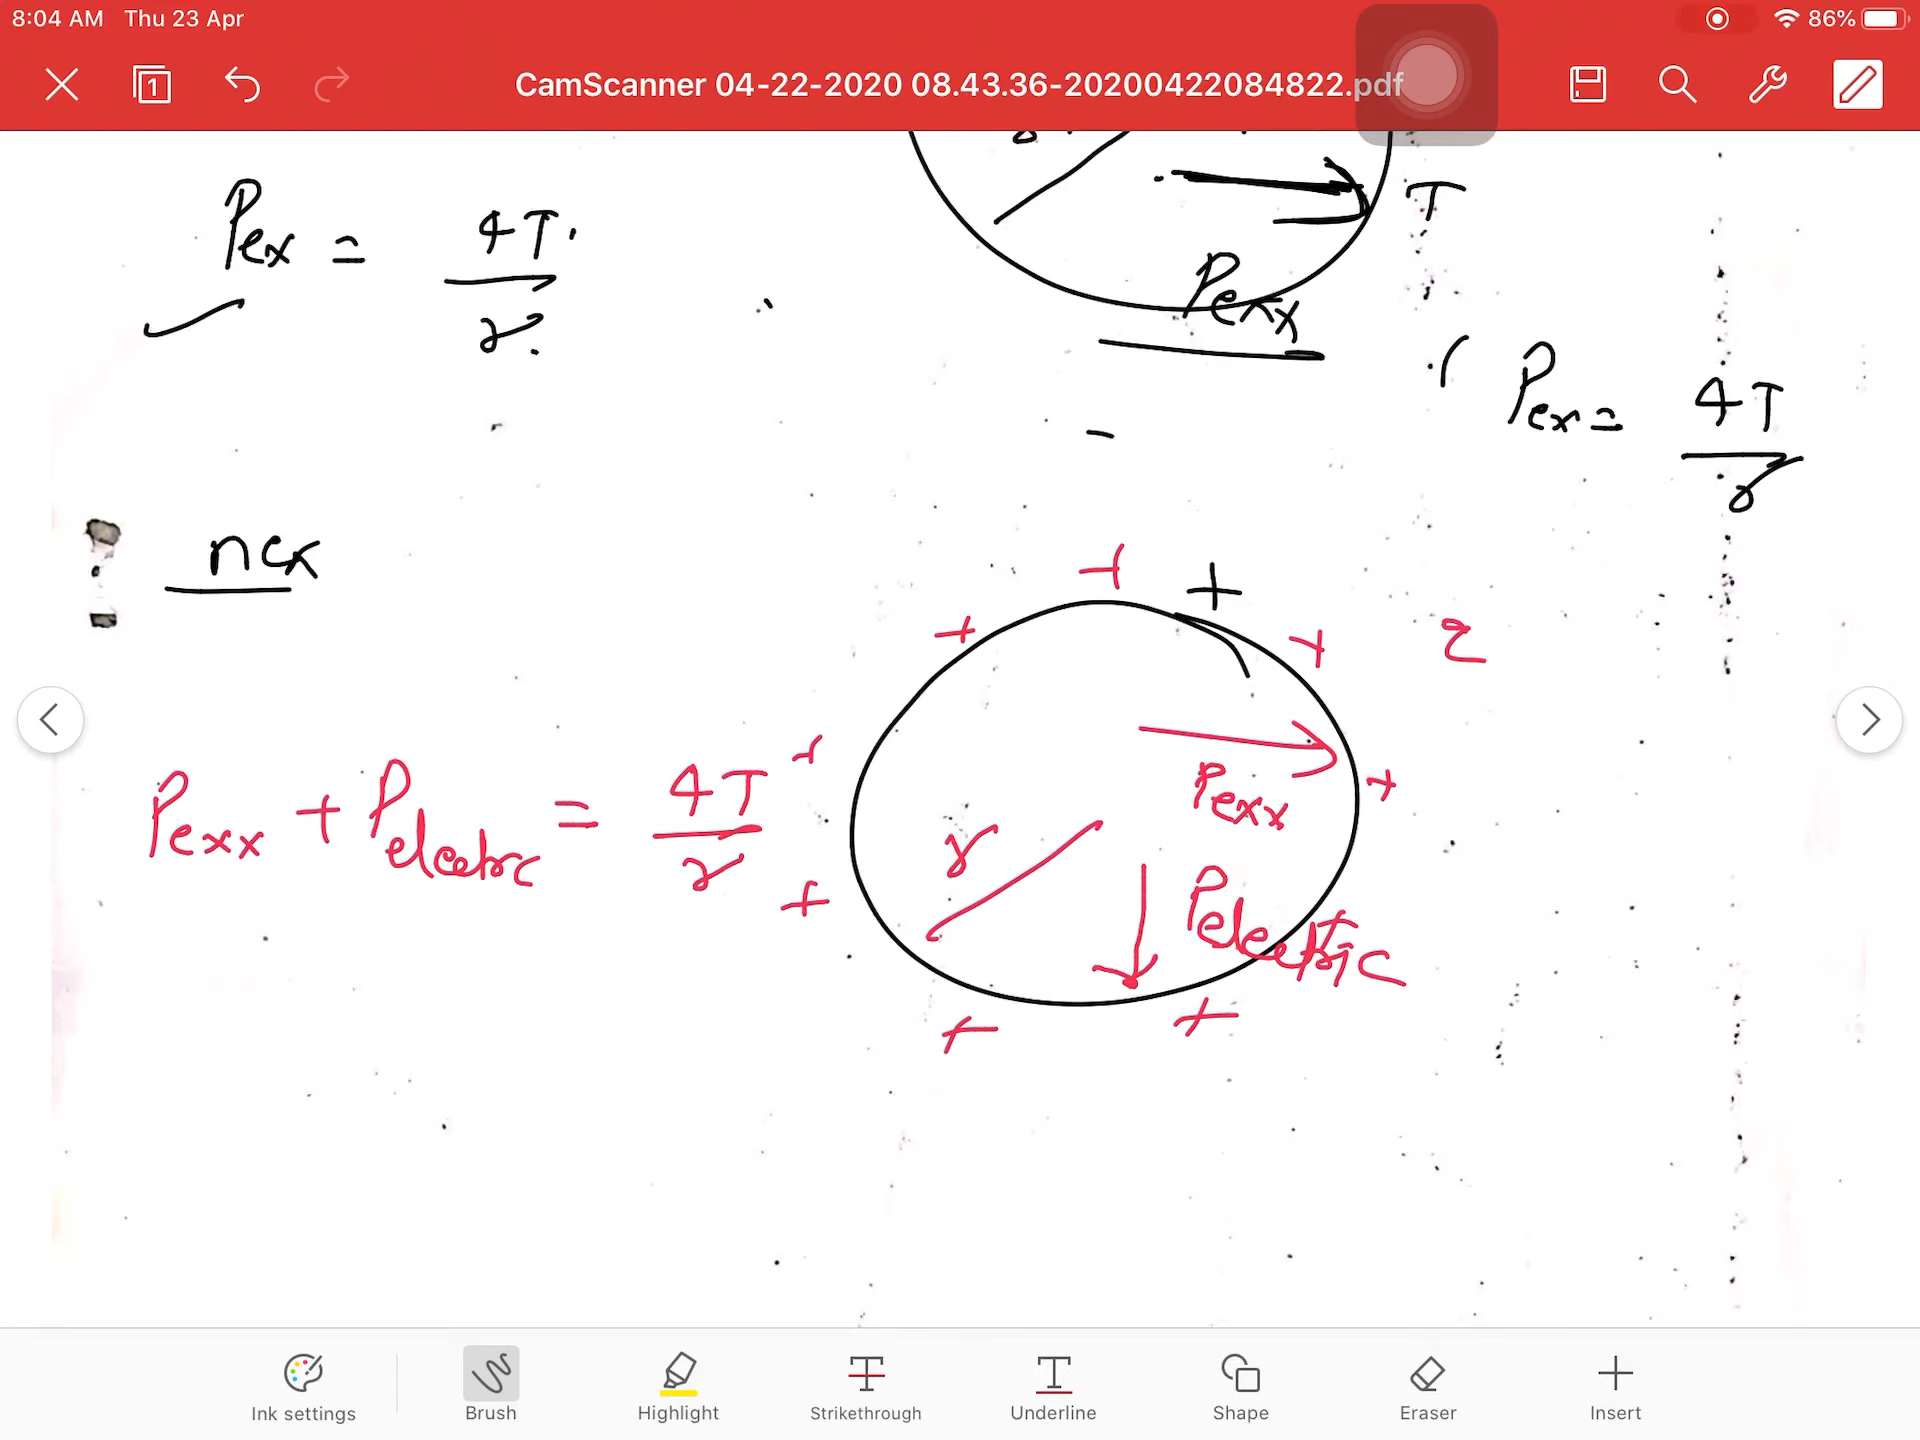 8:04 AM Thu 23 Apr
86%
1
CamScanner 04-22-2020 08.43.36-20200422084822.pdf
Pex = 4T
r
T
Pexx
( Pex = 4T
r
+ + + +
Pexx + Pelectric = 4T
r
+ + +
Pexx
r
Pelectric
+ +
Ink settings
Brush
Highlight
Strikethrough
Underline
Shape
Eraser
Insert